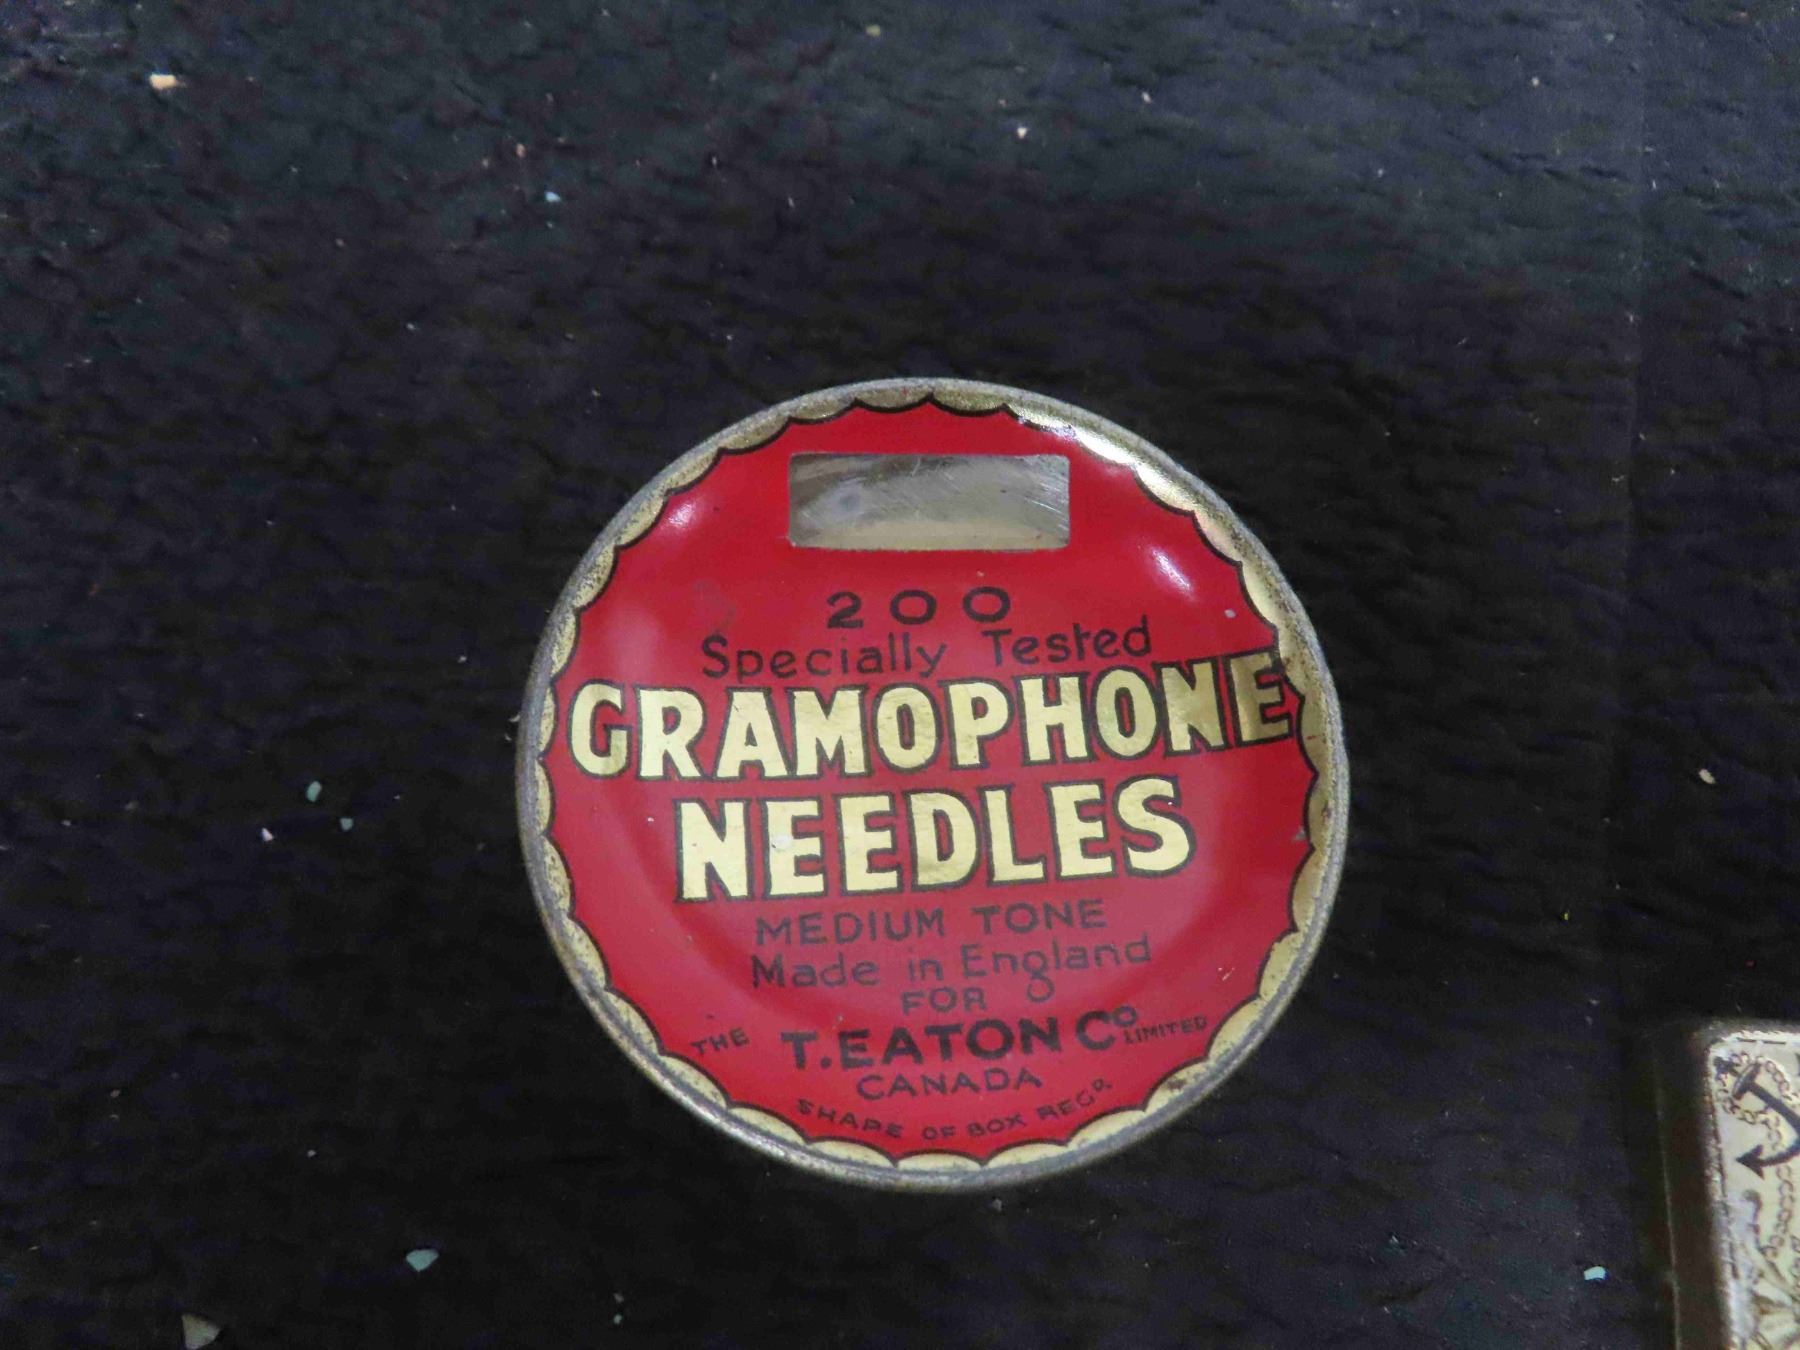 200
Specially Tested
GRAMOPHONE
NEEDLES
MEDIUM TONE
Made in England
FOR
THE T. EATON Cº LIMITED
CANADA
SHAPE OF BOX REGD.